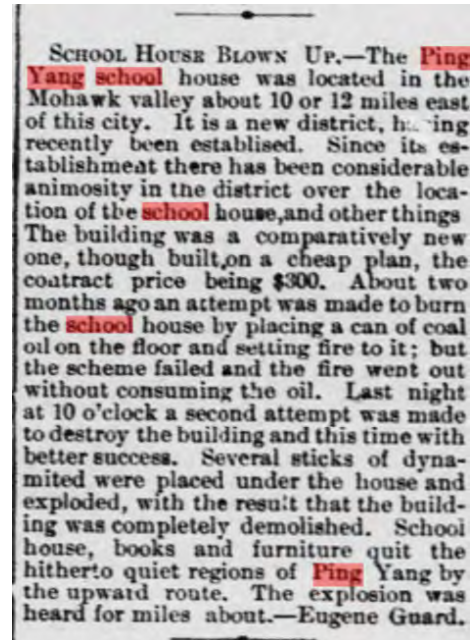 SCHOOL HOUSE BLOWN UP.—The Ping
Yang school house was located in the
Mohawk valley about 10 or 12 miles east
of this city. It is a new district, having
recently been establised. Since its es-
tablishment there has been considerable
animosity in the district over the loca-
tion of the school house, and other things
The building was a comparatively new
one, though built, on a cheap plan, the
contract price being $300. About two
months ago an attempt was made to burn
the school house by placing a can of coal
oil on the floor and setting fire to it; but
the scheme failed and the fire went out
without consuming the oil. Last night
at 10 o'clock a second attempt was made
to destroy the building and this time with
better success. Several sticks of dyna-
mited were placed under the house and
exploded, with the result that the build-
ing was completely demolished. School
house, books and furniture quit the
hitherto quiet regions of Ping Yang by
the upward route. The explosion was
heard for miles about.—Eugene Guard.